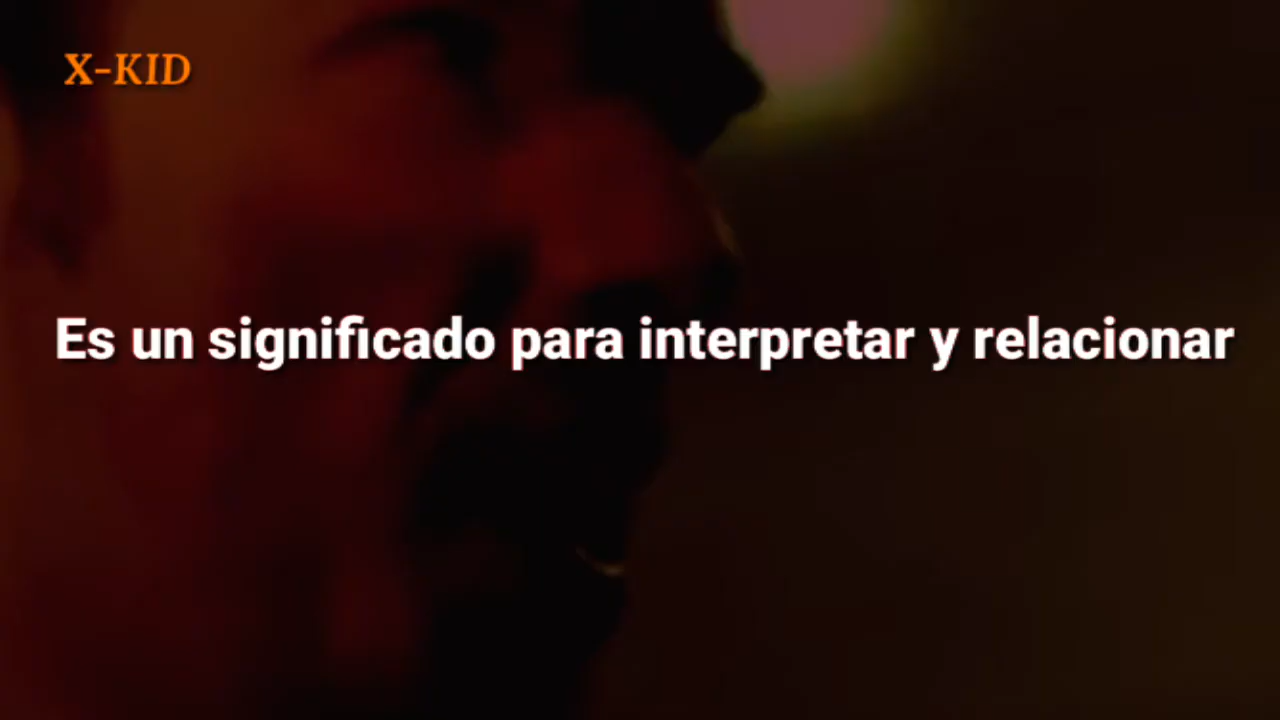 X-KID
Es un significado para interpretar y relacionar